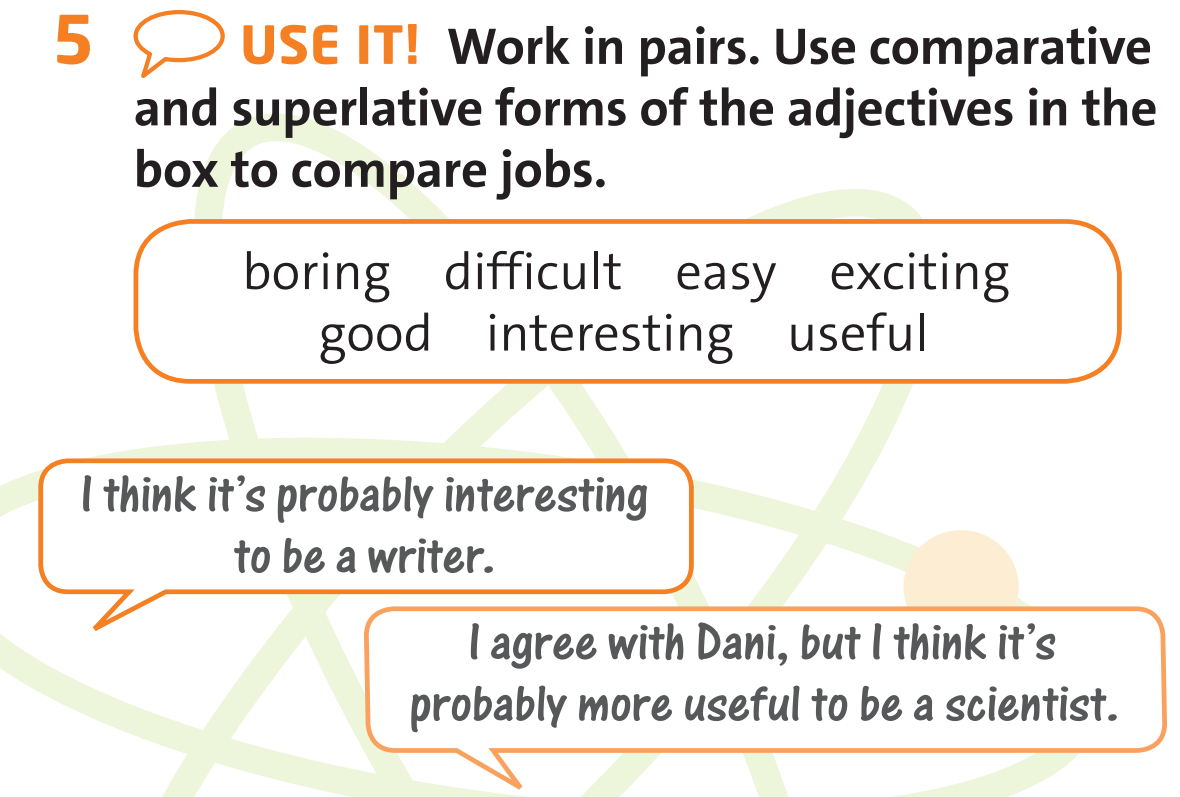 5 USE IT! Work in pairs. Use comparative
and superlative forms of the adjectives in the
box to compare jobs.
boring difficult easy exciting
good interesting useful
I think it's probably interesting
to be a writer.
I agree with Dani, but I think it's
probably more useful to be a scientist.